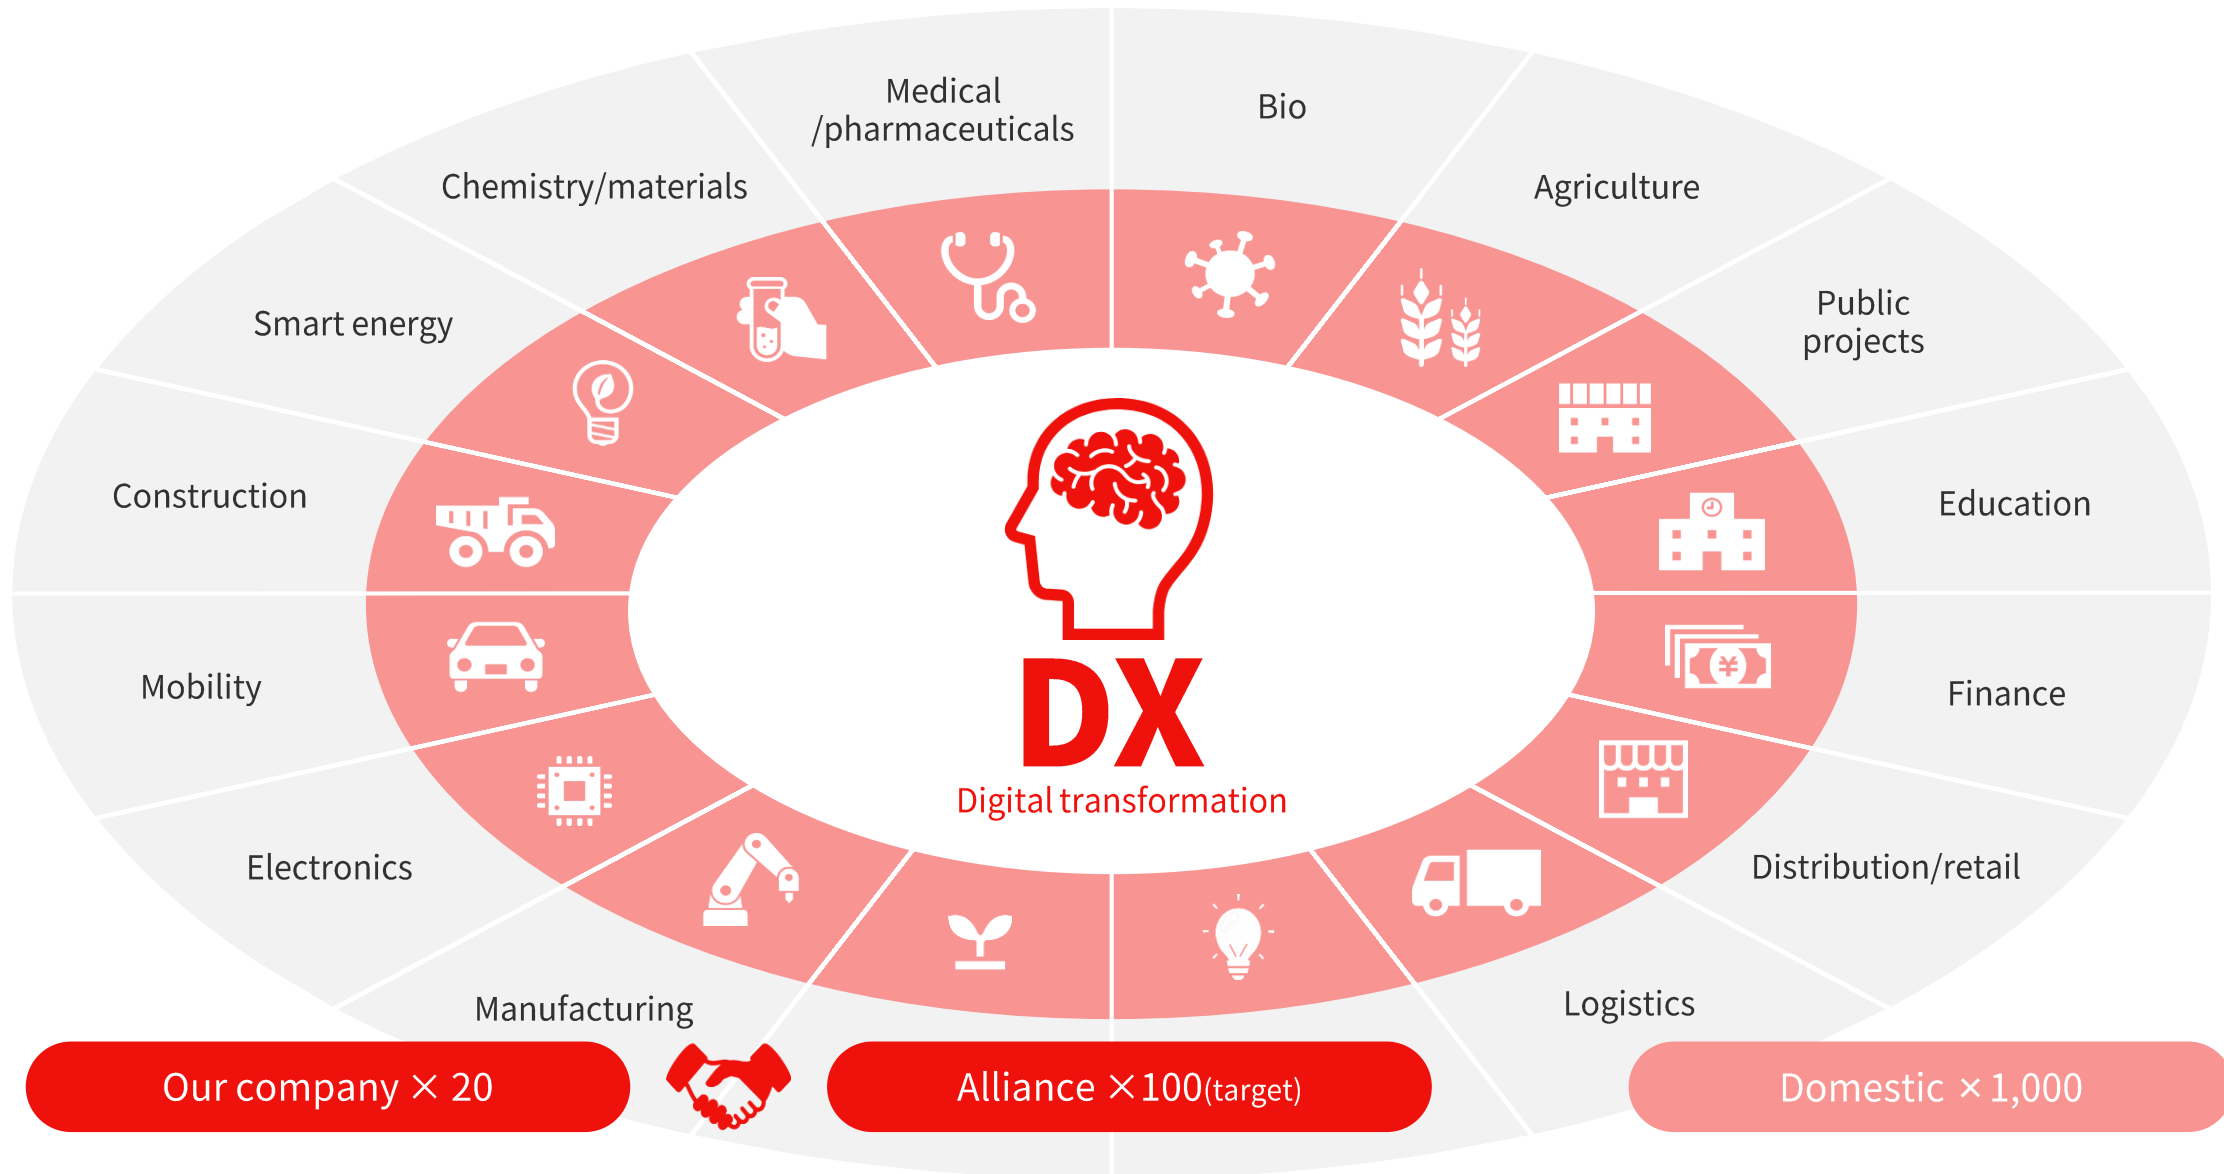 Medical
/pharmaceuticals
Bio
Chemistry/materials
Agriculture
Smart energy
Public
projects
Construction
Education
Mobility
Finance
Electronics
Distribution/retail
Manufacturing
Logistics
DX
Digital transformation
¥
Our company × 20
Alliance ×100(target)
Domestic ×1,000